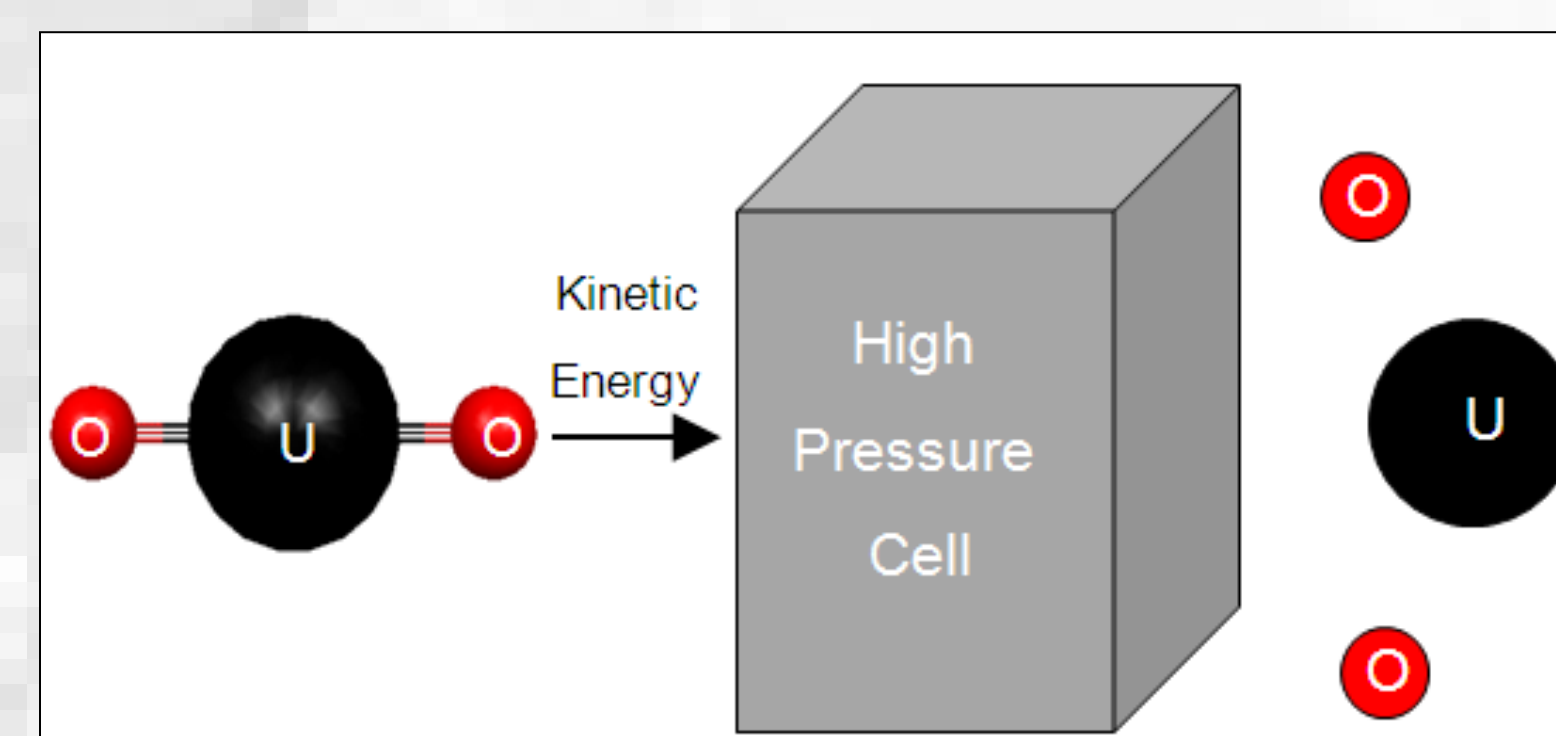 O
U
O
Kinetic
Energy
High
Pressure
Cell
O
U
O